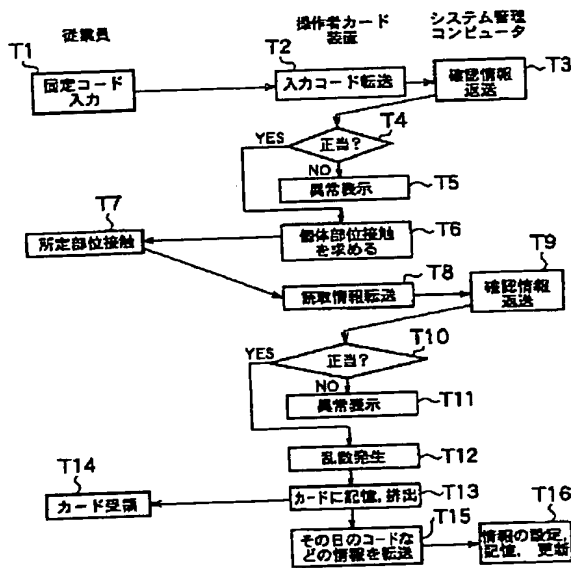 従業員
操作者カード
装面
システム管理
コンピュータ
T1
固定コード
入力
T2
入力コード転送
T3
確認情報
返送
T4
正当?
YES
NO
異常表示
T5
個体部位接触
を求める
T6
T7
所定部位接触
読取情報転送
T8
T9
確認情報
返送
T10
正当?
YES
NO
異常表示
T11
乱数発生
T12
カードに記憶,排出
T13
T14
カード受領
その日のコードな
どの情報を転送
T15
T16
情報の設定,
記憶, 更新